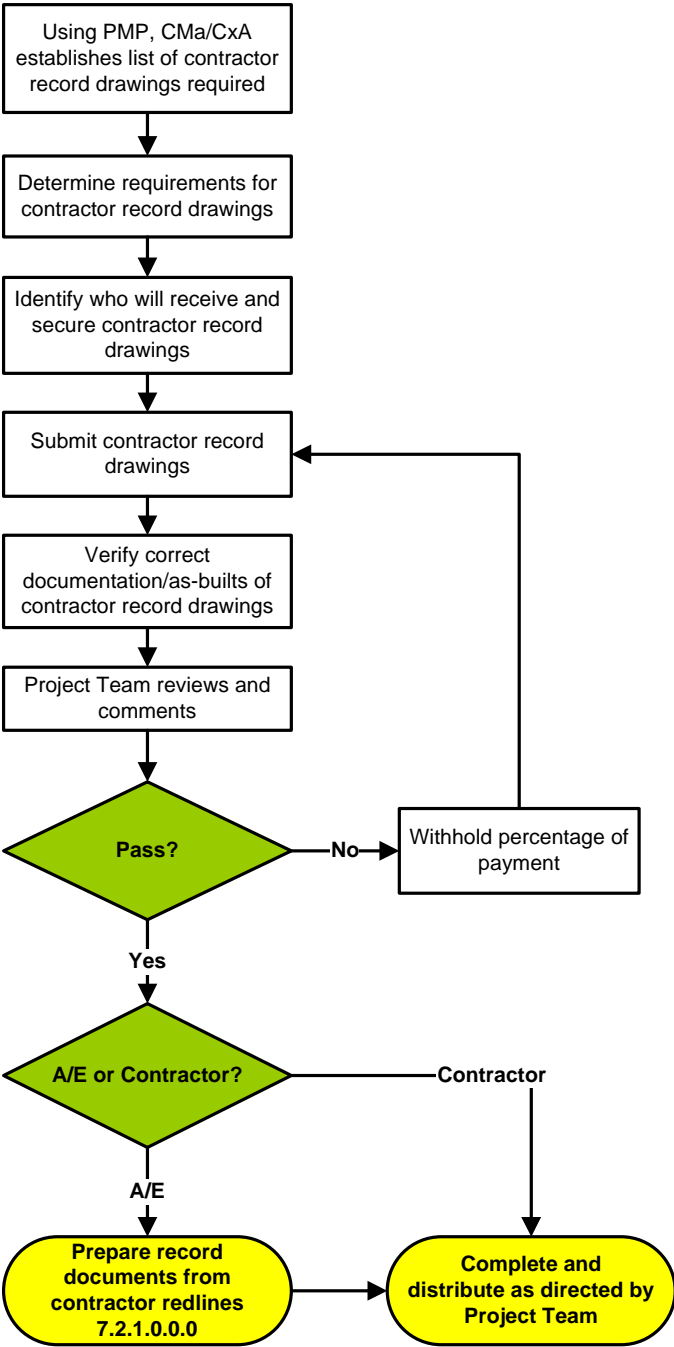 Using PMP, CMa/CxA
establishes list of contractor
record drawings required
Determine requirements for
contractor record drawings
Identify who will receive and
secure contractor record
drawings
Submit contractor record
drawings
Verify correct
documentation/as-builts of
contractor record drawings
Project Team reviews and
comments
Pass?
No
Withhold percentage of
payment
Yes
A/E or Contractor?
Contractor
A/E
Prepare record
documents from
contractor redlines
7.2.1.0.0.0
Complete and
distribute as directed by
Project Team